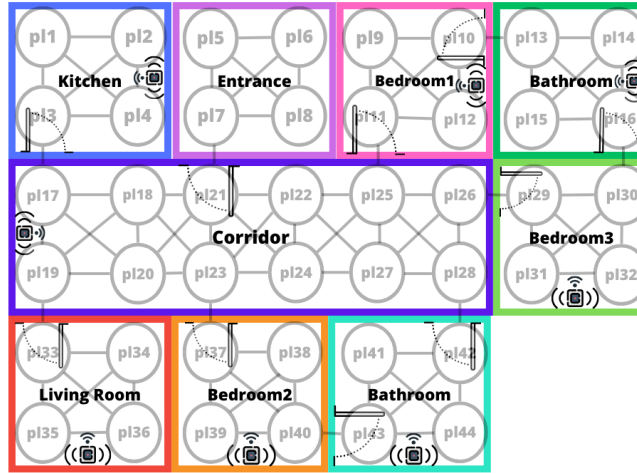 pl1 pl2 pl5 pl6 pl9 pl10 pl13 pl14
Kitchen Entrance Bedroom1 Bathroom
pl3 pl4 pl7 pl8 pl11 pl12 pl15 pl16
pl17 pl18 pl21 pl22 pl25 pl26 pl29 pl30
Corridor Bedroom3
pl19 pl20 pl23 pl24 pl27 pl28 pl31 pl32
pl33 pl34 pl37 pl38 pl41 pl42
Living Room Bedroom2 Bathroom
pl35 pl36 pl39 pl40 pl43 pl44